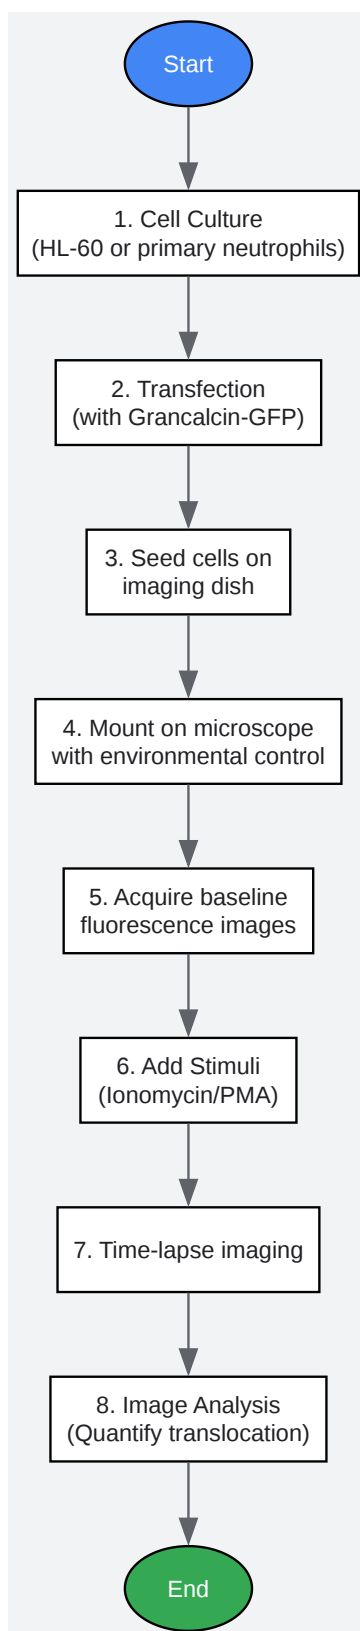 Start
1. Cell Culture
(HL-60 or primary neutrophils)
2. Transfection
(with Grancalcin-GFP)
3. Seed cells on
imaging dish
4. Mount on microscope
with environmental control
5. Acquire baseline
fluorescence images
6. Add Stimuli
(Ionomycin/PMA)
7. Time-lapse imaging
8. Image Analysis
(Quantify translocation)
End